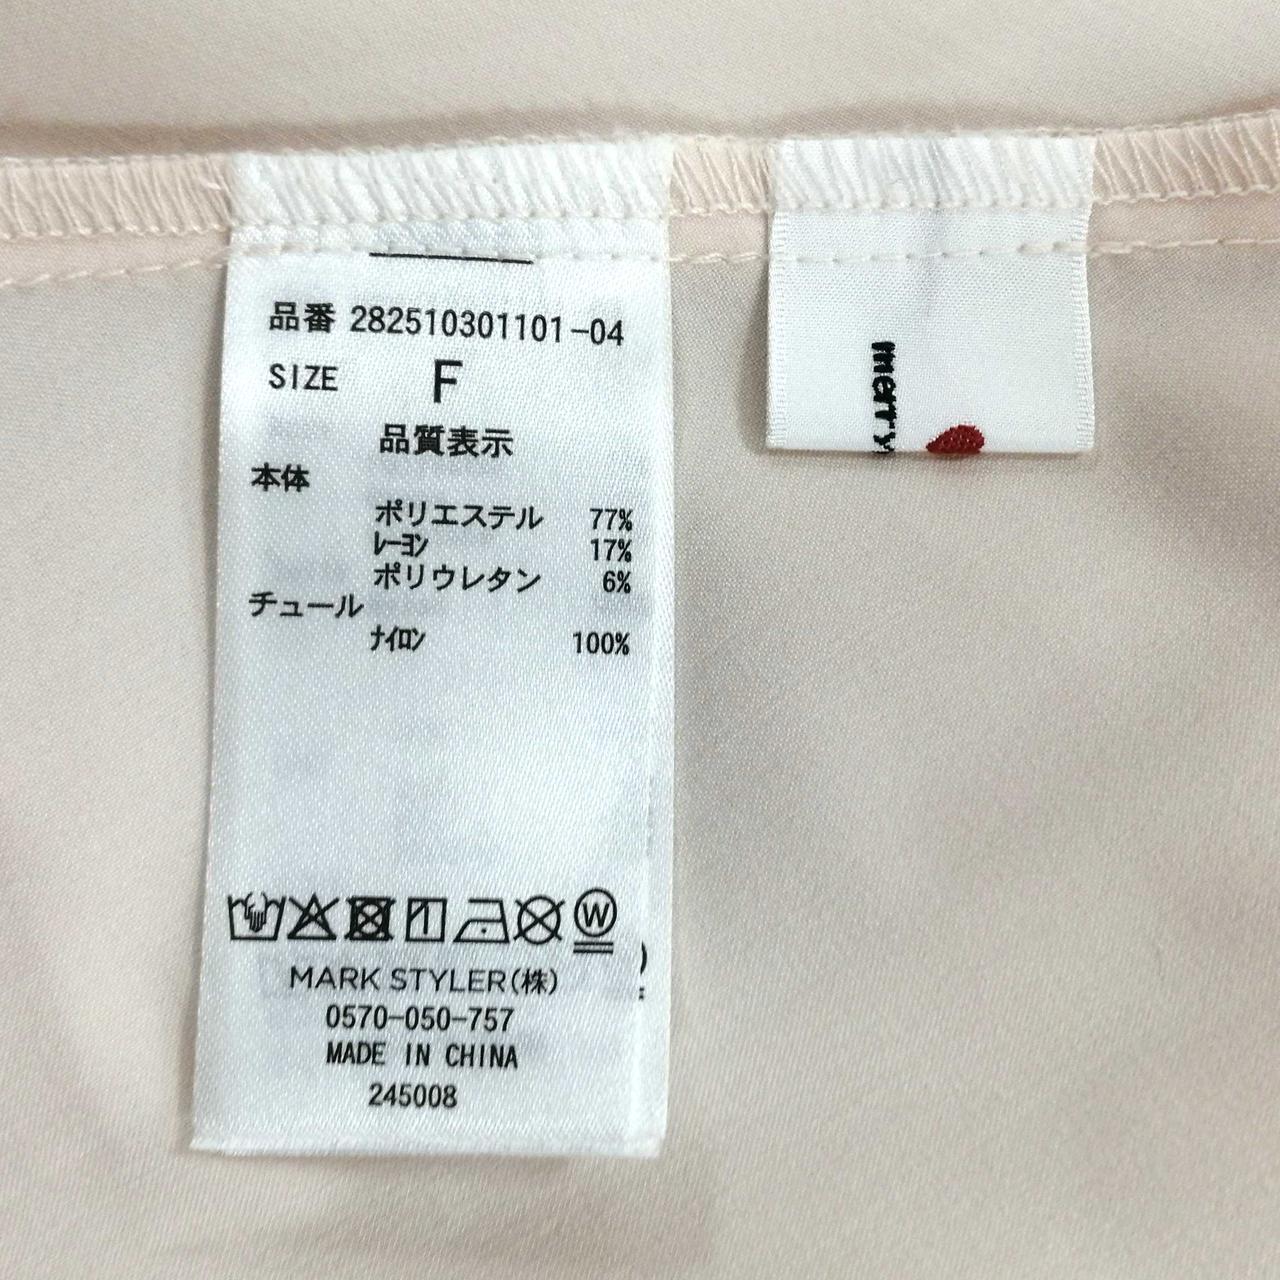 品番 282510301101-04
SIZE F
品質表示
本体
ポリエステル 77%
ﾚｰﾖﾝ 17%
ポリウレタン 6%
チュール
ﾅｲﾛﾝ 100%
W
MARK STYLER(株)
0570-050-757
MADE IN CHINA
245008
merry